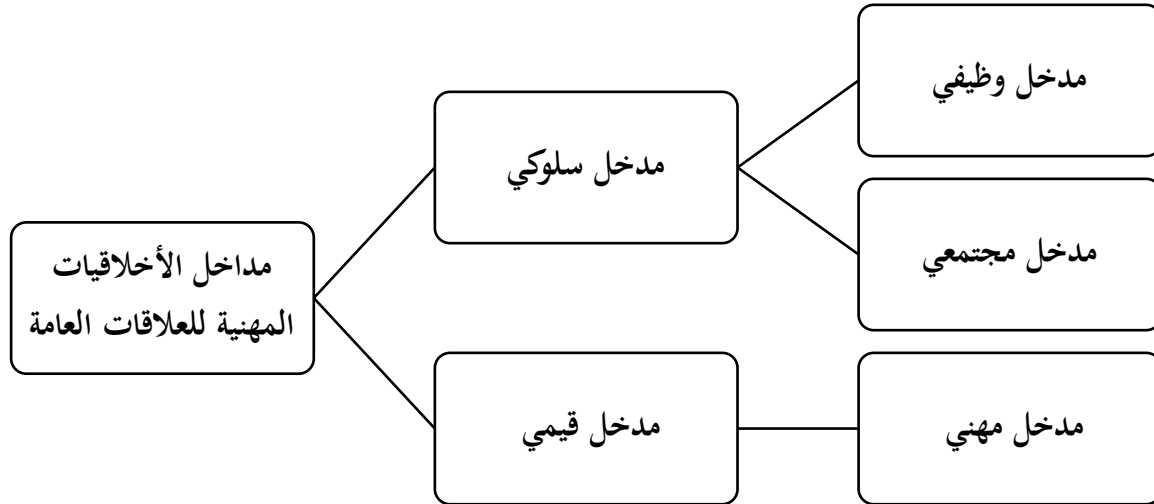 مداخل الأخلاقيات
المهنية للعلاقات العامة
مدخل سلوكي
مدخل وظيفي
مدخل مجتمعي
مدخل قيمي
مدخل مهني